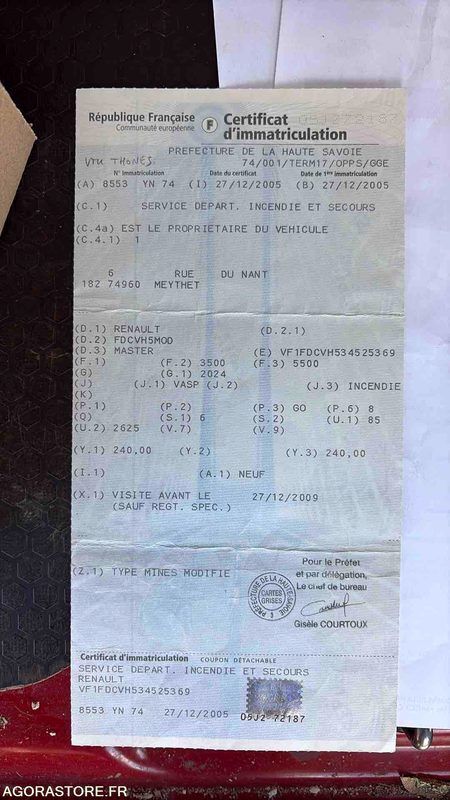 République Française
Communauté européenne
F
Certificat
d'immatriculation
05J272187
PREFECTURE DE LA HAUTE SAVOIE
VTU THONES
74/001/TERM17/OPPS/GGE
N° Immatriculation Date du certificat Date de 1ère immatriculation
(A) 8553 YN 74 (I) 27/12/2005 (B) 27/12/2005
(C.1) SERVICE DEPART. INCENDIE ET SECOURS
(C.4a) EST LE PROPRIETAIRE DU VEHICULE
(C.4.1) 1
6 RUE DU NANT
182 74960 MEYTHET
(D.1) RENAULT (D.2.1)
(D.2) FDCVH5MOD
(D.3) MASTER (E) VF1FDCVH534525369
(F.1) (F.2) 3500 (F.3) 5500
(G) (G.1) 2024
(J) (J.1) VASP (J.2) (J.3) INCENDIE
(K)
(P.1) (P.2) (P.3) GO (P.6) 8
(Q) (S.1) 6 (S.2) (U.1) 85
(U.2) 2625 (V.7) (V.9)
(Y.1) 240,00 (Y.2) (Y.3) 240,00
(I.1) (A.1) NEUF
(X.1) VISITE AVANT LE 27/12/2009
(SAUF REGT. SPEC.)
(Z.1) TYPE MINES MODIFIE
Pour le Préfet
et par délégation,
Le chef de bureau
PREFECTURE DE LA HAUTE-SAVOIE
CARTES
GRISES
Gisèle COURTOUX
Certificat d'immatriculation COUPON DÉTACHABLE
SERVICE DEPART. INCENDIE ET SECOURS
RENAULT
VF1FDCVH534525369
8553 YN 74 27/12/2005
05J2 72187
AGORASTORE.FR